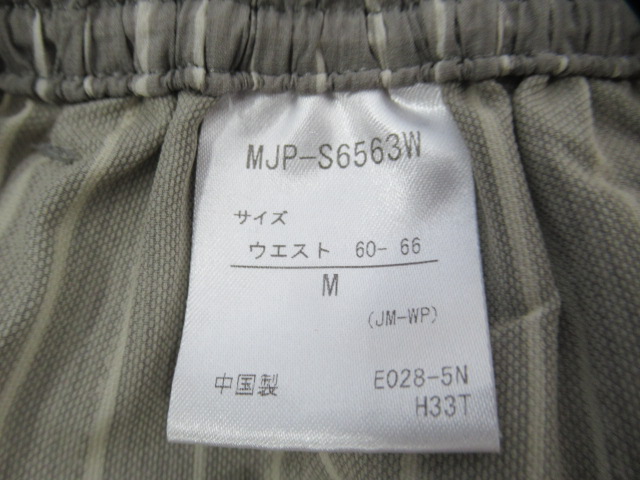 MJP-S6563W
サイズ
ウエスト 60- 66
M
(JM-WP)
中国製 E028-5N
H33T